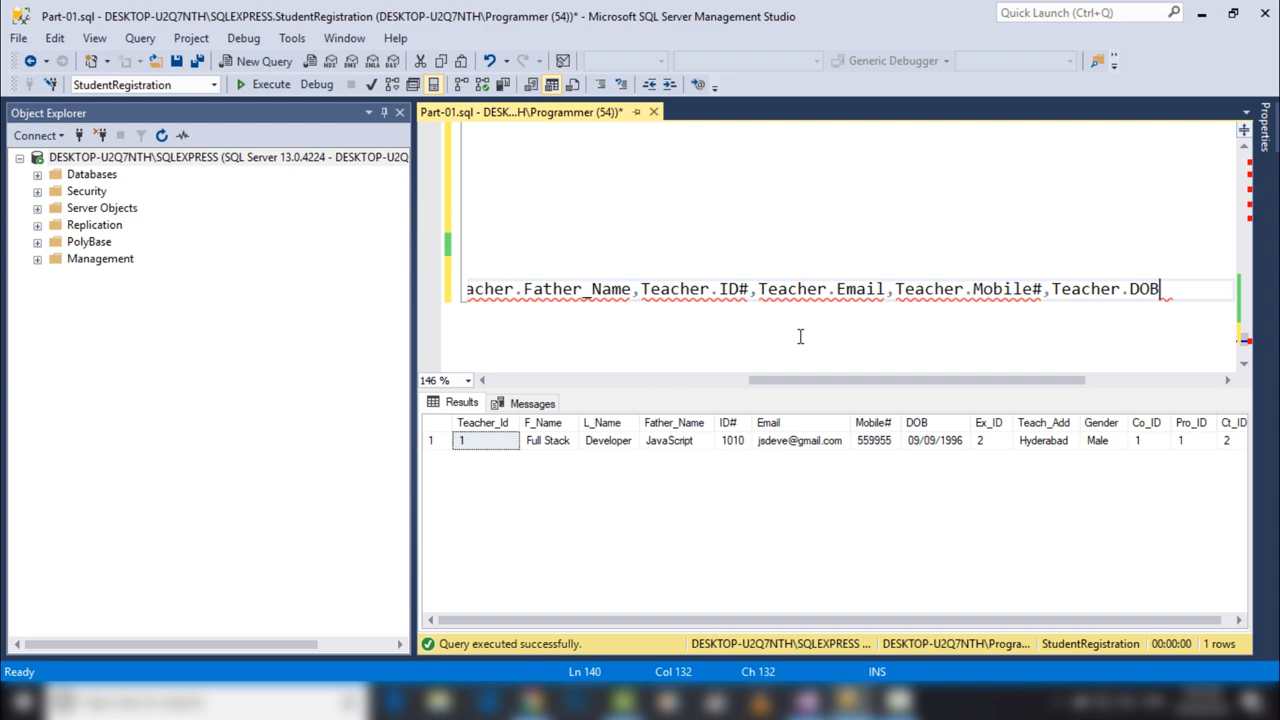 Part-01.sql - DESKTOP-U2Q7NTH\SQLEXPRESS.StudentRegistration (DESKTOP-U2Q7NTH\Programmer (54))* - Microsoft SQL Server Management Studio
Quick Launch (Ctrl+Q)
File Edit View Query Project Debug Tools Window Help
New Query
MDX DMX XMLA DAX
Generic Debugger
StudentRegistration
Execute Debug
Object Explorer
Part-01.sql - DESK...H\Programmer (54))*
Properties
Connect
DESKTOP-U2Q7NTH\SQLEXPRESS (SQL Server 13.0.4224 - DESKTOP-U2Q
Databases
Security
Server Objects
Replication
PolyBase
Management
acher.Father_Name,Teacher.ID#,Teacher.Email,Teacher.Mobile#,Teacher.DOB
146 %
Results Messages
Teacher_Id F_Name L_Name Father_Name ID# Email Mobile# DOB Ex_ID Teach_Add Gender Co_ID Pro_ID Ct_ID
1 1 Full Stack Developer JavaScript 1010 jsdeve@gmail.com 559955 09/09/1996 2 Hyderabad Male 1 1 2
Query executed successfully. DESKTOP-U2Q7NTH\SQLEXPRESS ... DESKTOP-U2Q7NTH\Progra... StudentRegistration 00:00:00 1 rows
Ready Ln 140 Col 132 Ch 132 INS